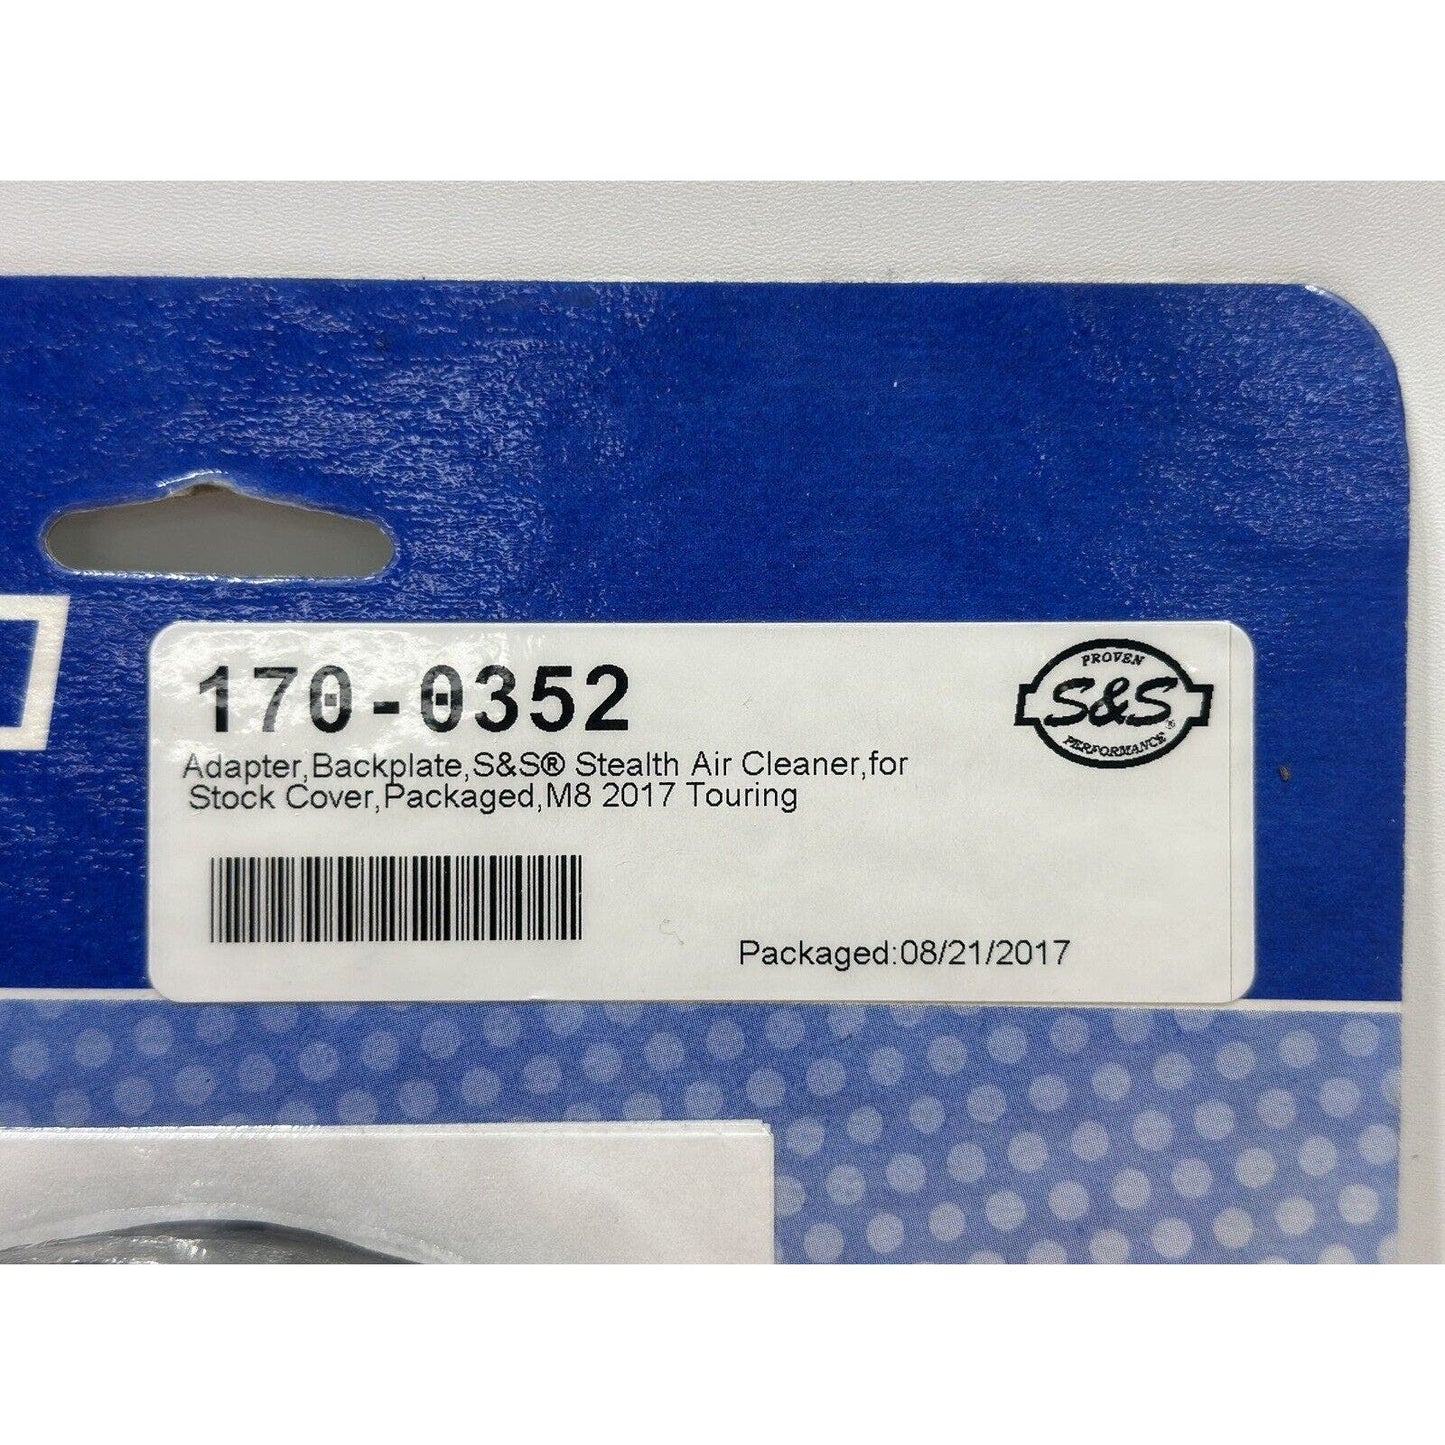 170-0352
PROVEN
S&S®
PERFORMANCE
Adapter,Backplate,S&S® Stealth Air Cleaner,for
Stock Cover,Packaged,M8 2017 Touring
Packaged:08/21/2017